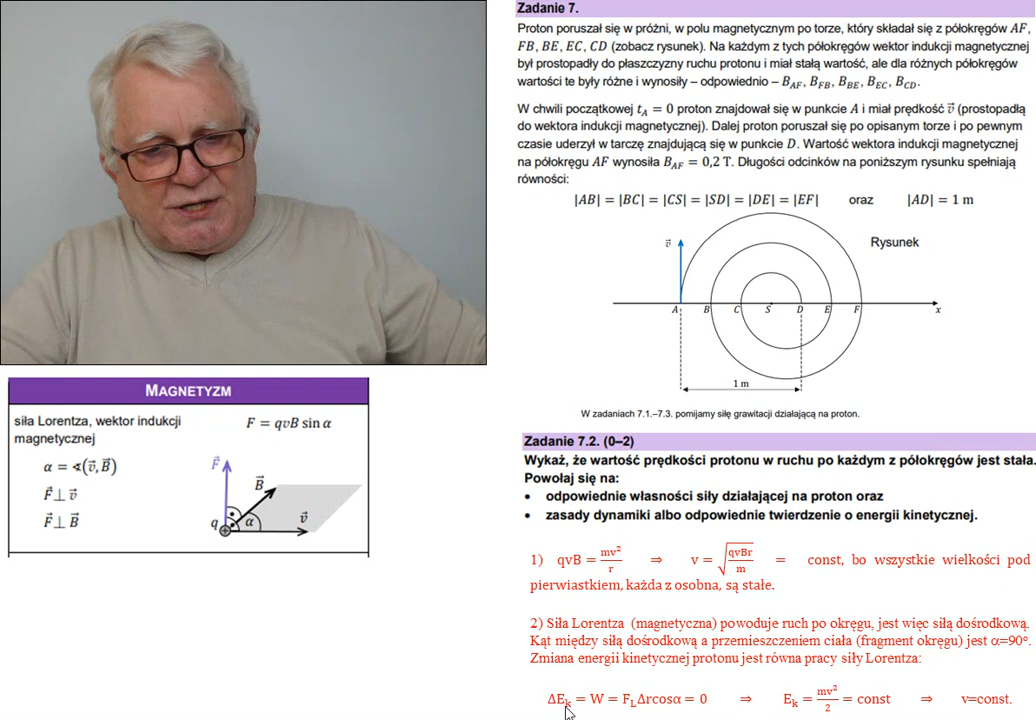 Zadanie 7.
Proton poruszał się w próżni, w polu magnetycznym po torze, który składał się z półokręgów AF,
FB, BE, EC, CD (zobacz rysunek). Na każdym z tych półokręgów wektor indukcji magnetycznej
był prostopadły do płaszczyzny ruchu protonu i miał stałą wartość, ale dla różnych półokręgów
wartości te były różne i wynosiły – odpowiednio – B_AF, B_FB, B_BE, B_EC, B_CD.
W chwili początkowej t_A = 0 proton znajdował się w punkcie A i miał prędkość v⃗ (prostopadłą
do wektora indukcji magnetycznej). Dalej proton poruszał się po opisanym torze i po pewnym
czasie uderzył w tarczę znajdującą się w punkcie D. Wartość wektora indukcji magnetycznej
na półokręgu AF wynosiła B_AF = 0,2 T. Długości odcinków na poniższym rysunku spełniają
równości:
|AB| = |BC| = |CS| = |SD| = |DE| = |EF| oraz |AD| = 1 m
Rysunek
v⃗
A B C S D E F x
1 m
W zadaniach 7.1.–7.3. pomijamy siłę grawitacji działającą na proton.
MAGNETYZM
siła Lorentza, wektor indukcji
magnetycznej
F = qvB sin α
α = ∢(v⃗, B⃗)
F⃗ ⊥ v⃗
F⃗ ⊥ B⃗
F⃗
B⃗
q α v⃗
Zadanie 7.2. (0–2)
Wykaż, że wartość prędkości protonu w ruchu po każdym z półokręgów jest stała.
Powołaj się na:
• odpowiednie własności siły działającej na proton oraz
• zasady dynamiki albo odpowiednie twierdzenie o energii kinetycznej.
1) qvB = mv²/r ⇒ v = √(qvBr/m) = const, bo wszystkie wielkości pod
pierwiastkiem, każda z osobna, są stałe.
2) Siła Lorentza (magnetyczna) powoduje ruch po okręgu, jest więc siłą dośrodkową.
Kąt między siłą dośrodkową a przemieszczeniem ciała (fragment okręgu) jest α=90°.
Zmiana energii kinetycznej protonu jest równa pracy siły Lorentza:
ΔE_k = W = F_LΔrcosα = 0 ⇒ E_k = mv²/2 = const ⇒ v=const.